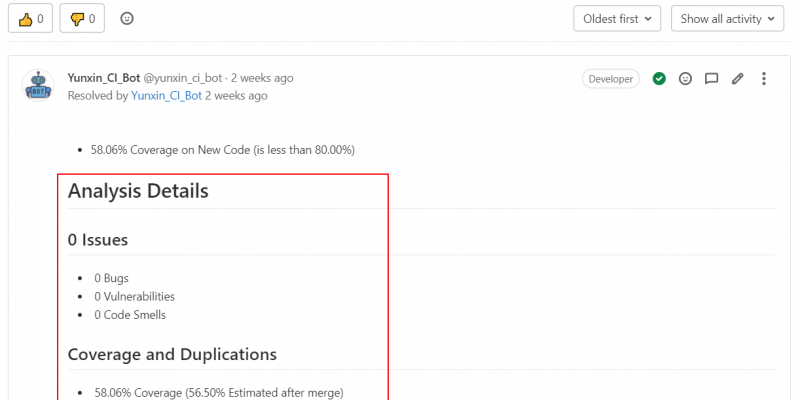 0 0 Oldest first Show all activity
Yunxin_CI_Bot @yunxin_ci_bot · 2 weeks ago Developer
Resolved by Yunxin_CI_Bot 2 weeks ago
BOT
• 58.06% Coverage on New Code (is less than 80.00%)
Analysis Details
0 Issues
• 0 Bugs
• 0 Vulnerabilities
• 0 Code Smells
Coverage and Duplications
• 58.06% Coverage (56.50% Estimated after merge)